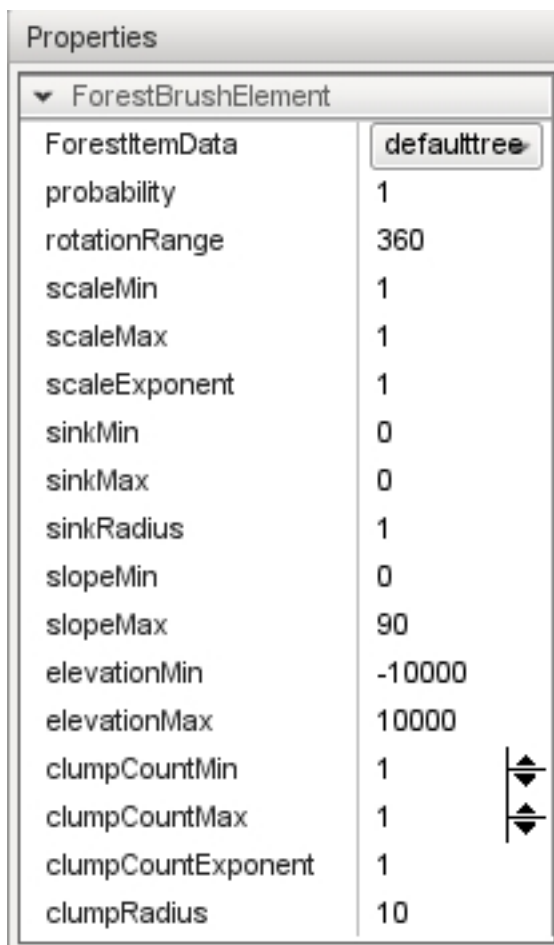 Properties
ForestBrushElement
ForestItemData defaulttree
probability 1
rotationRange 360
scaleMin 1
scaleMax 1
scaleExponent 1
sinkMin 0
sinkMax 0
sinkRadius 1
slopeMin 0
slopeMax 90
elevationMin -10000
elevationMax 10000
clumpCountMin 1
clumpCountMax 1
clumpCountExponent 1
clumpRadius 10